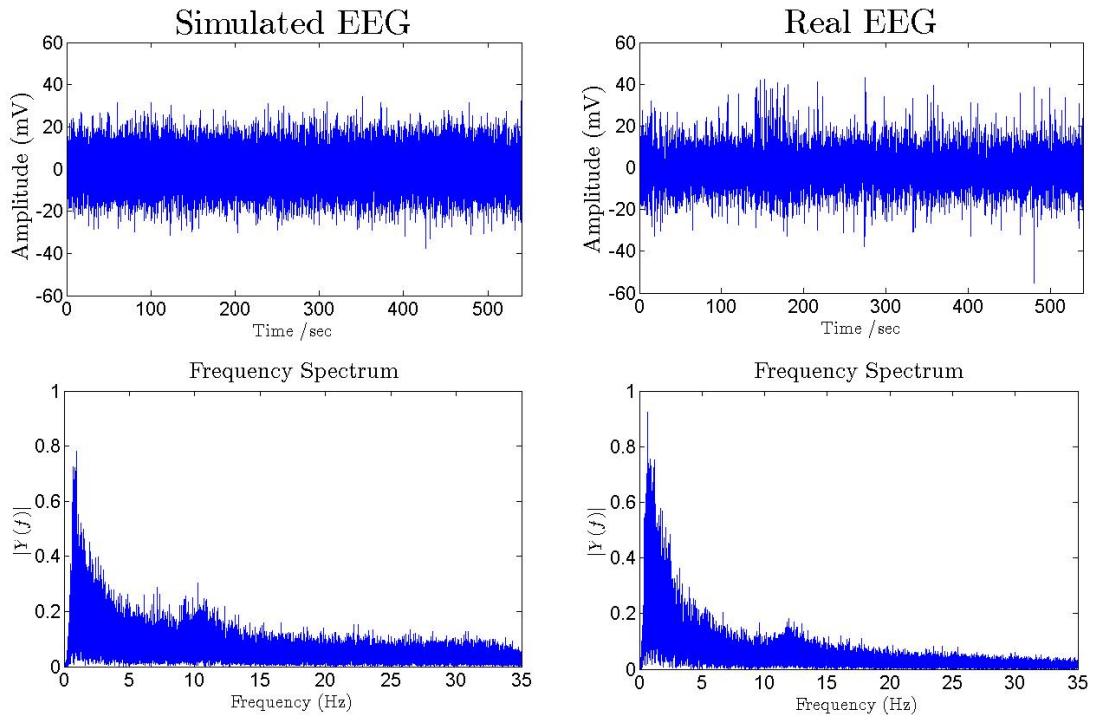 Simulated EEG
Real EEG
Amplitude (mV)
60
40
20
0
-20
-40
-60
0 100 200 300 400 500
Time /sec
Amplitude (mV)
60
40
20
0
-20
-40
-60
0 100 200 300 400 500
Time /sec
Frequency Spectrum
|Y(f)|
1
0.8
0.6
0.4
0.2
0
0 5 10 15 20 25 30 35
Frequency (Hz)
Frequency Spectrum
|Y(f)|
1
0.8
0.6
0.4
0.2
0
0 5 10 15 20 25 30 35
Frequency (Hz)